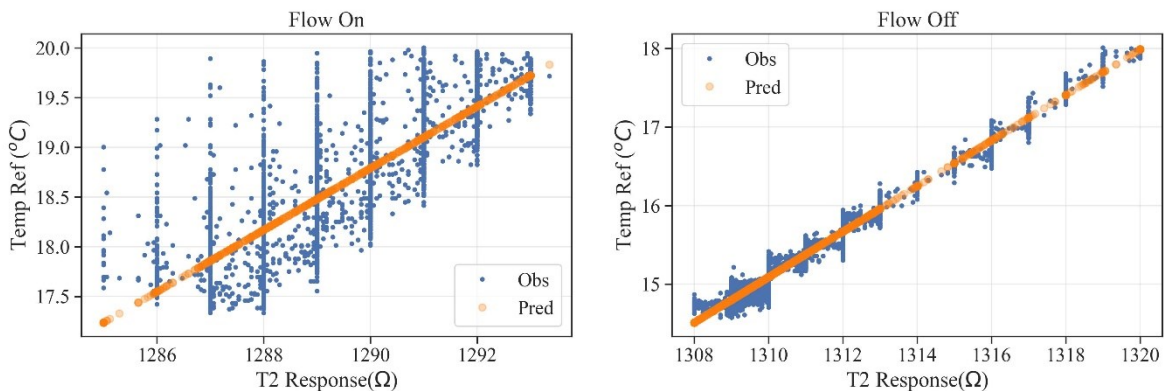 Flow On
Temp Ref (°C)
20.0
19.5
19.0
18.5
18.0
17.5
Obs
Pred
1286
1288
1290
1292
T2 Response(Ω)
Flow Off
Temp Ref (°C)
18
17
16
15
Obs
Pred
1308
1310
1312
1314
1316
1318
1320
T2 Response(Ω)